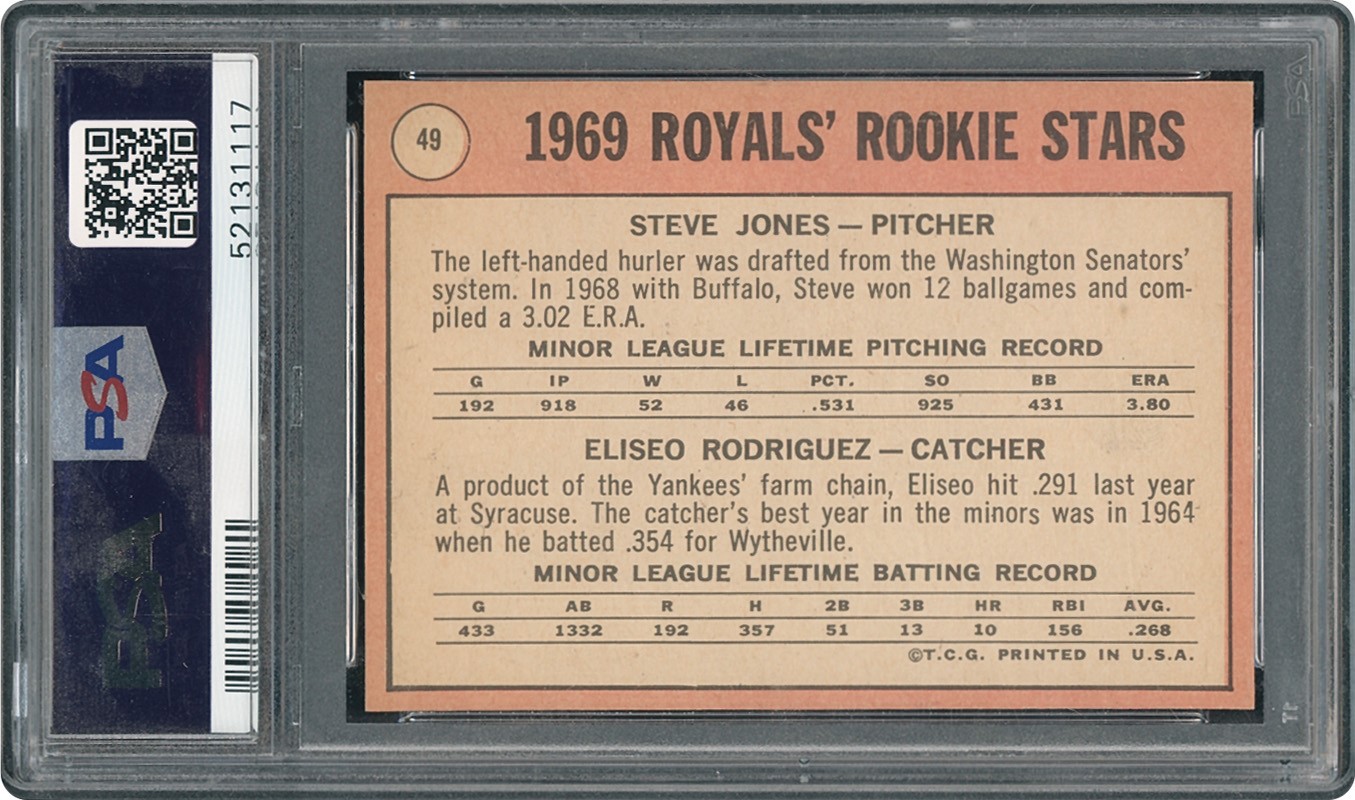 52131117
PSA
PSA
PSA
49
1969 ROYALS' ROOKIE STARS
STEVE JONES — PITCHER
The left-handed hurler was drafted from the Washington Senators'
system. In 1968 with Buffalo, Steve won 12 ballgames and com-
piled a 3.02 E.R.A.
MINOR LEAGUE LIFETIME PITCHING RECORD
G IP W L PCT. SO BB ERA
192 918 52 46 .531 925 431 3.80
ELISEO RODRIGUEZ — CATCHER
A product of the Yankees' farm chain, Eliseo hit .291 last year
at Syracuse. The catcher's best year in the minors was in 1964
when he batted .354 for Wytheville.
MINOR LEAGUE LIFETIME BATTING RECORD
G AB R H 2B 3B HR RBI AVG.
433 1332 192 357 51 13 10 156 .268
©T.C.G. PRINTED IN U.S.A.